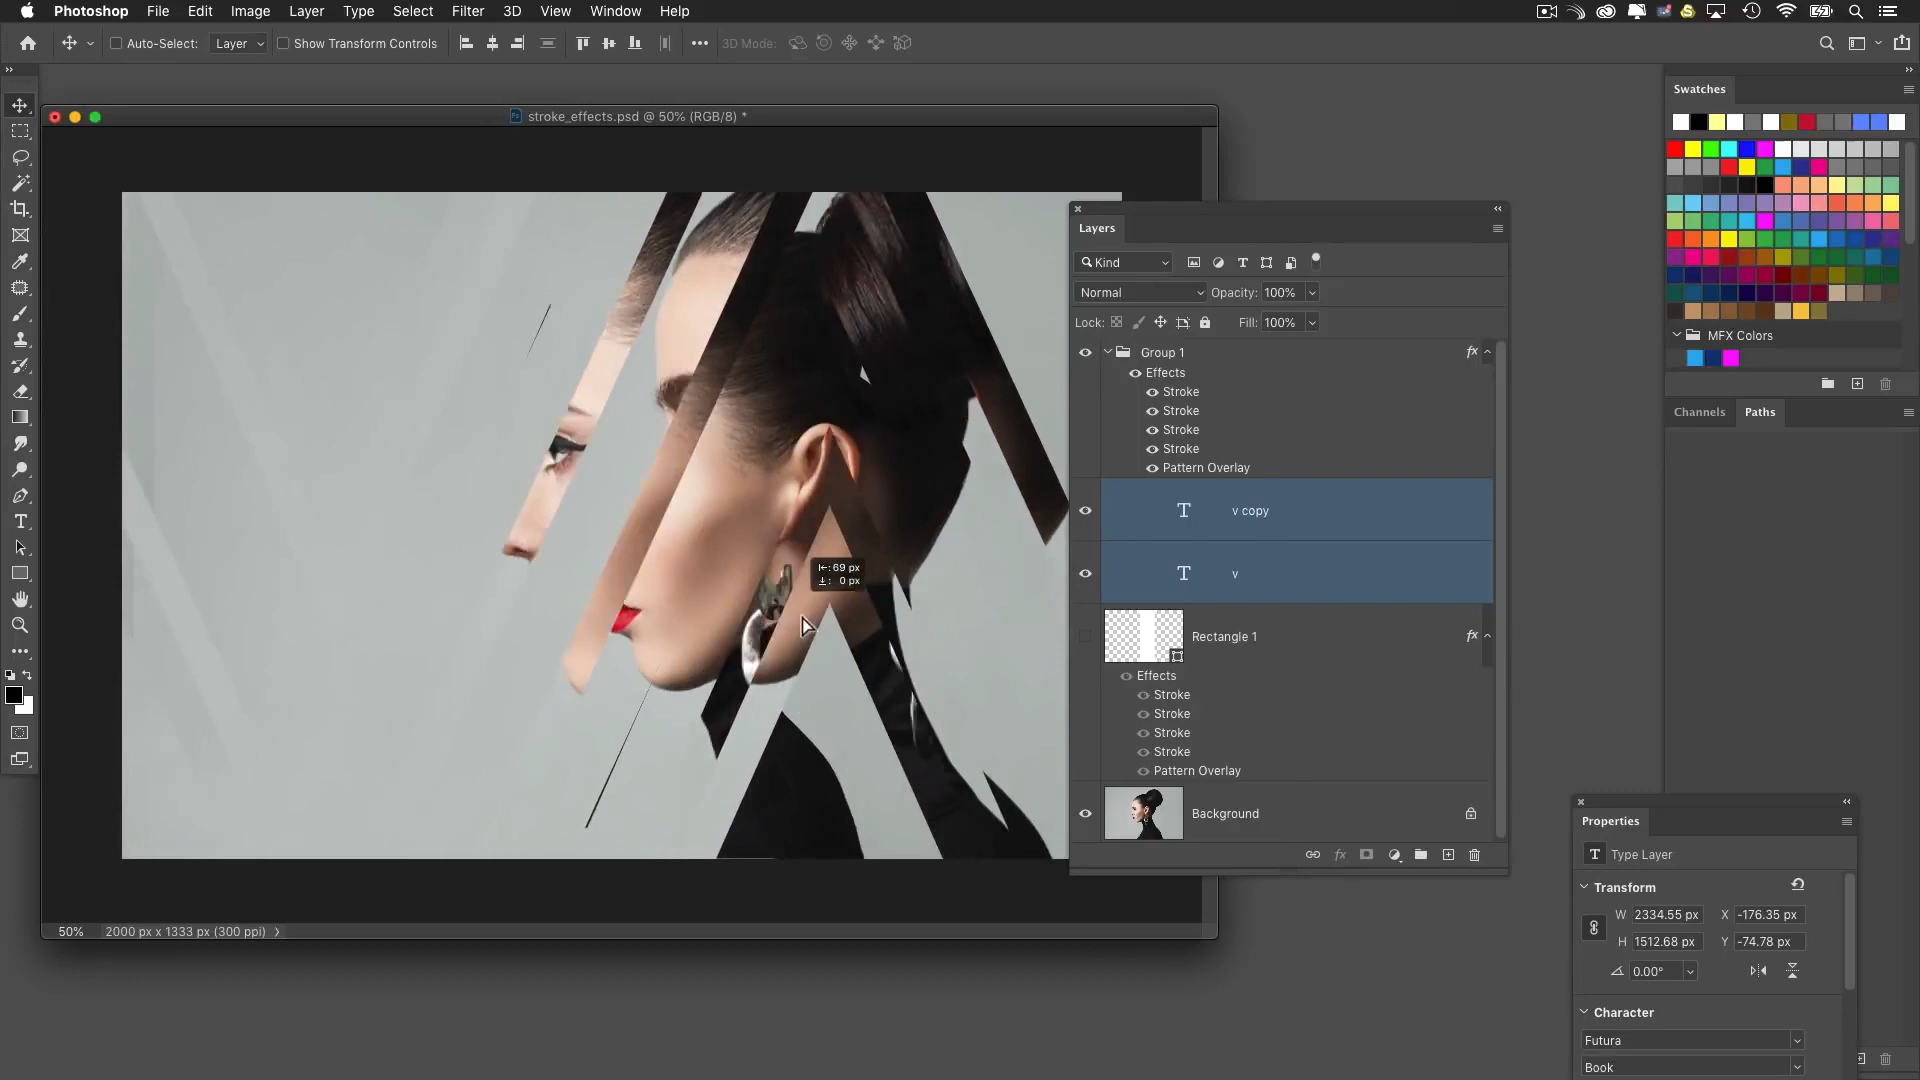 Photoshop File Edit Image Layer Type Select Filter 3D View Window Help
Auto-Select: Layer Show Transform Controls 3D Mode:
stroke_effects.psd @ 50% (RGB/8) *
Swatches
MFX Colors
Channels Paths
Layers
Kind
Normal Opacity: 100%
Lock: Fill: 100%
Group 1 fx
Effects
Stroke
Stroke
Stroke
Stroke
Pattern Overlay
T v copy
T v
Rectangle 1 fx
Effects
Stroke
Stroke
Stroke
Stroke
Pattern Overlay
Background
fx
: 69 px
: 0 px
50% 2000 px x 1333 px (300 ppi)
Properties
T Type Layer
Transform
W 2334.55 px X -176.35 px
H 1512.68 px Y -74.78 px
0.00°
Character
Futura
Book